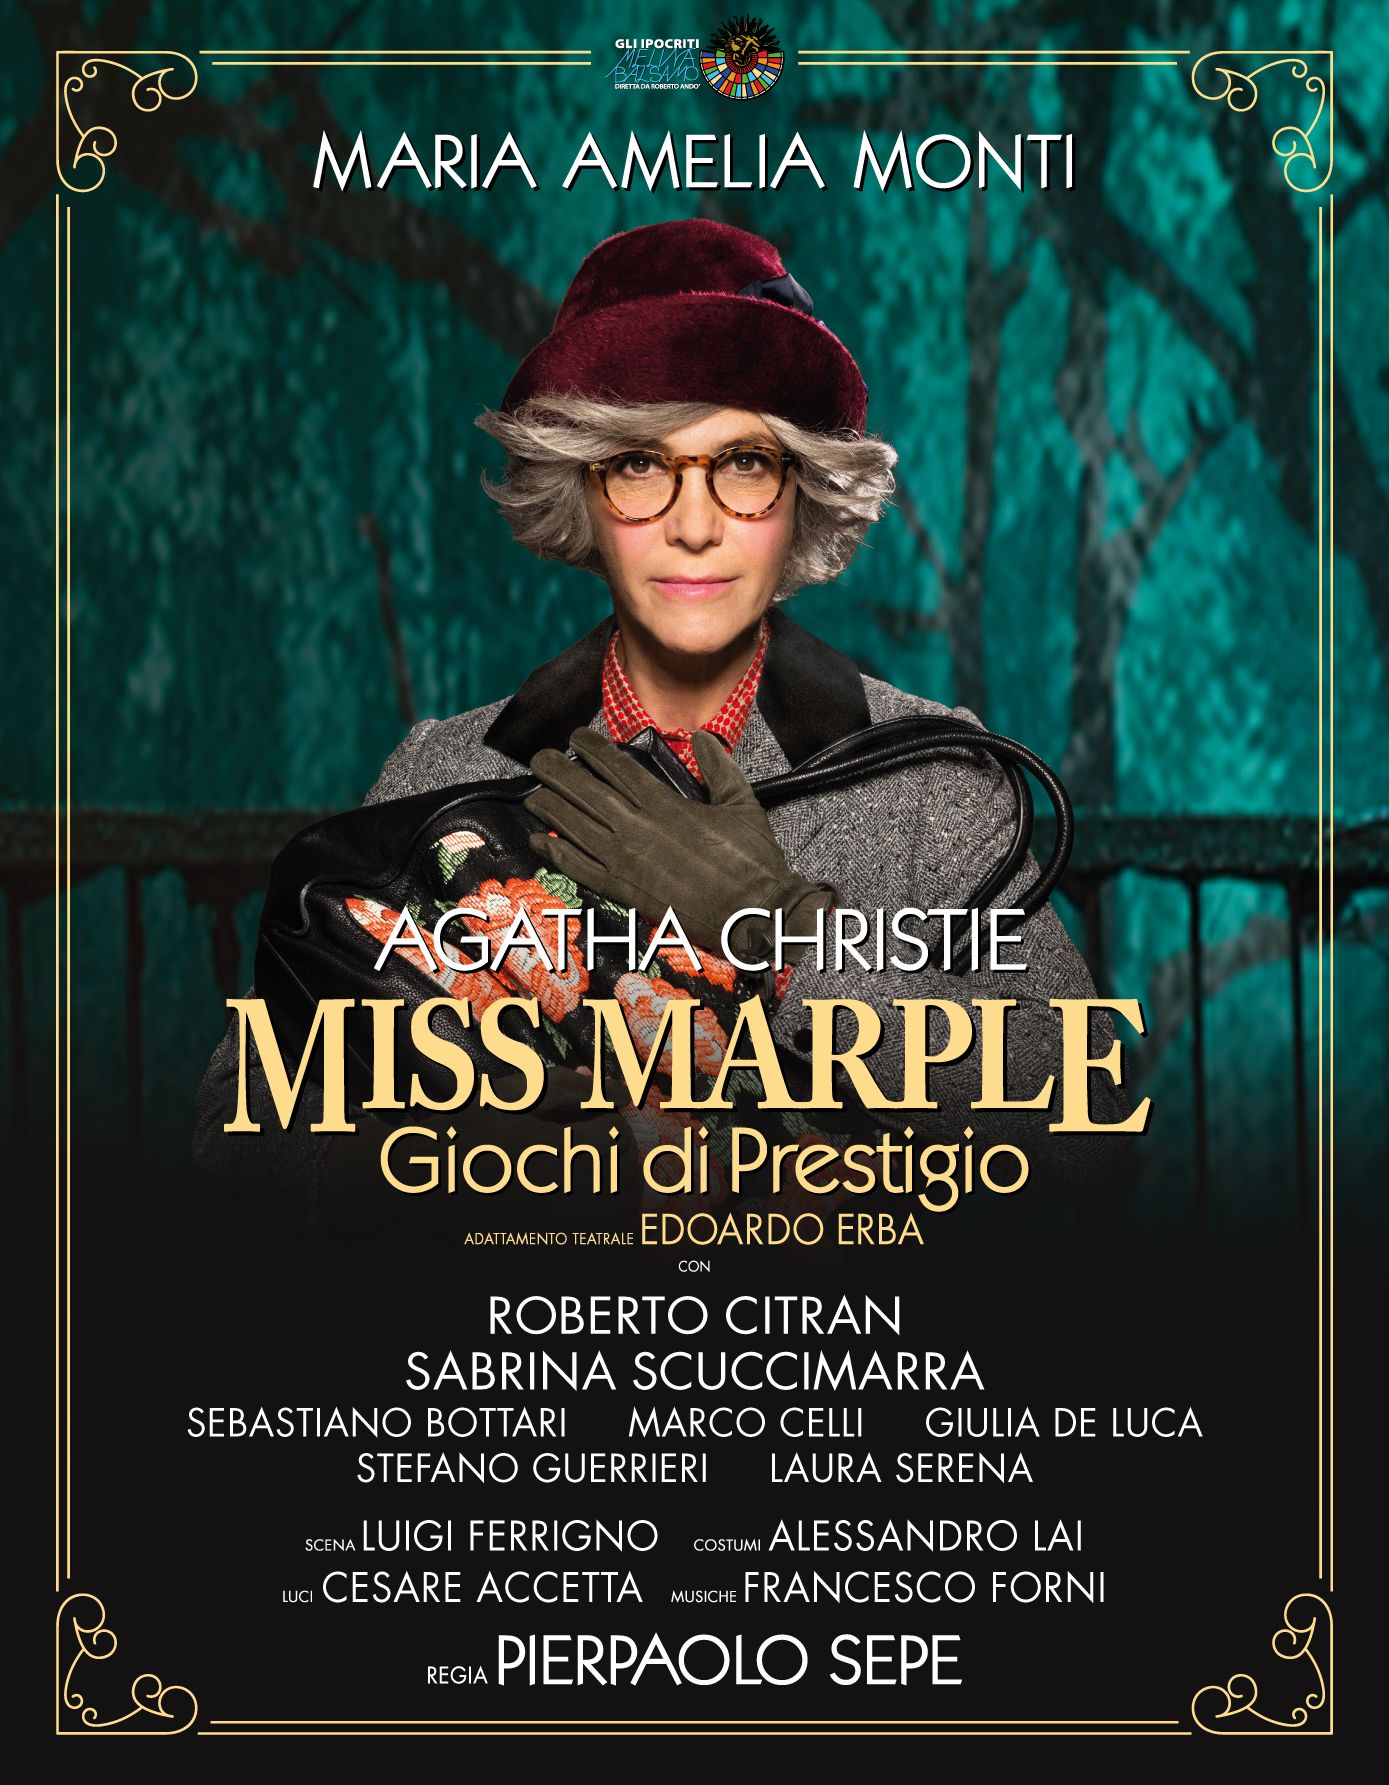 GLI IPOCRITI
MELINA
BALSAMO
DIRETTA DA ROBERTO ANDO'
MARIA AMELIA MONTI
AGATHA CHRISTIE
MISS MARPLE
Giochi di Prestigio
ADATTAMENTO TEATRALE EDOARDO ERBA
CON
ROBERTO CITRAN
SABRINA SCUCCIMARRA
SEBASTIANO BOTTARI MARCO CELLI GIULIA DE LUCA
STEFANO GUERRIERI LAURA SERENA
SCENA LUIGI FERRIGNO COSTUMI ALESSANDRO LAI
LUCI CESARE ACCETTA MUSICHE FRANCESCO FORNI
REGIA PIERPAOLO SEPE